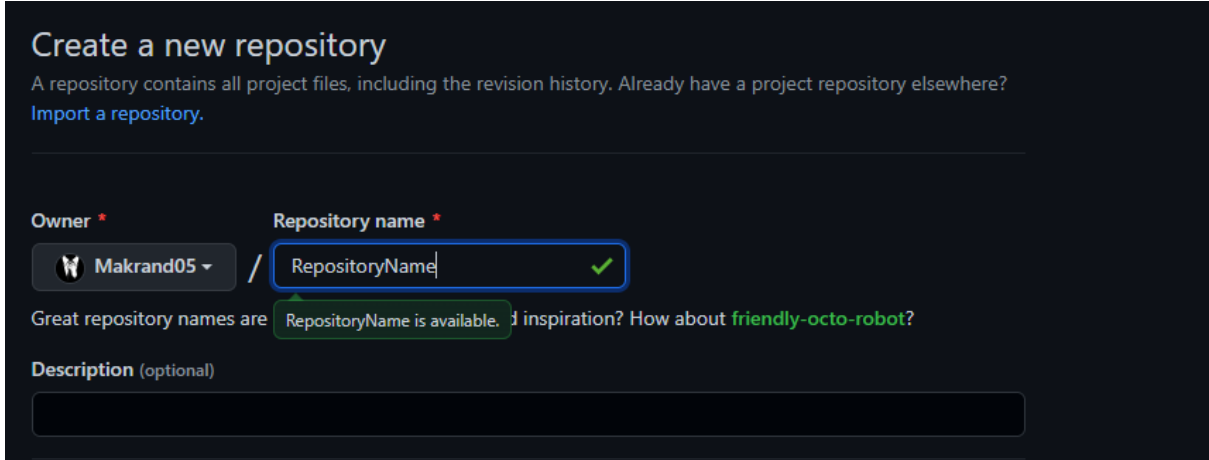 Create a new repository
A repository contains all project files, including the revision history. Already have a project repository elsewhere?
Import a repository.
Owner *
Repository name *
Makrand05
/
RepositoryName
Great repository names are
RepositoryName is available.
inspiration? How about friendly-octo-robot?
Description (optional)